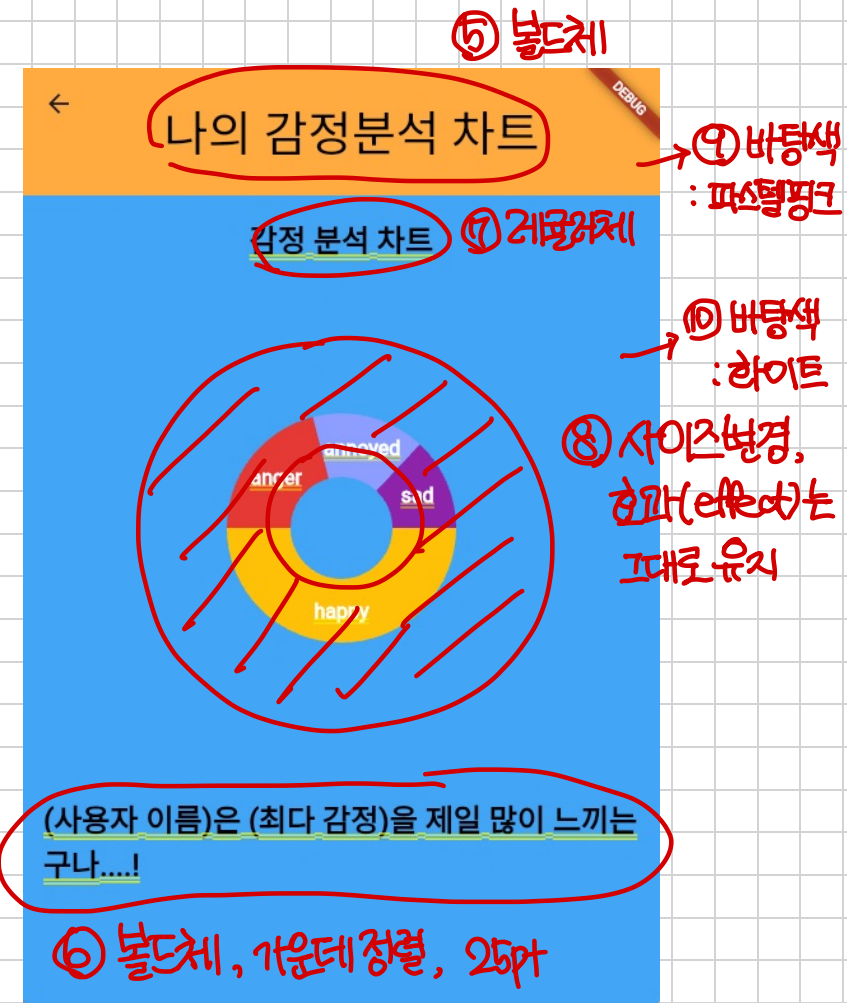 ⑤ 볼드체
DEBUG
나의 감정분석 차트
⑨ 바탕색
: 파스텔핑크
감정 분석 차트
⑦ 레귤러체
⑩ 바탕색
: 화이트
annoyed
anger
sad
happy
⑧ 사이즈변경,
효과(effect)는
그대로 유지
(사용자 이름)은 (최다 감정)을 제일 많이 느끼는
구나....!
⑥ 볼드체, 가운데 정렬, 25pt